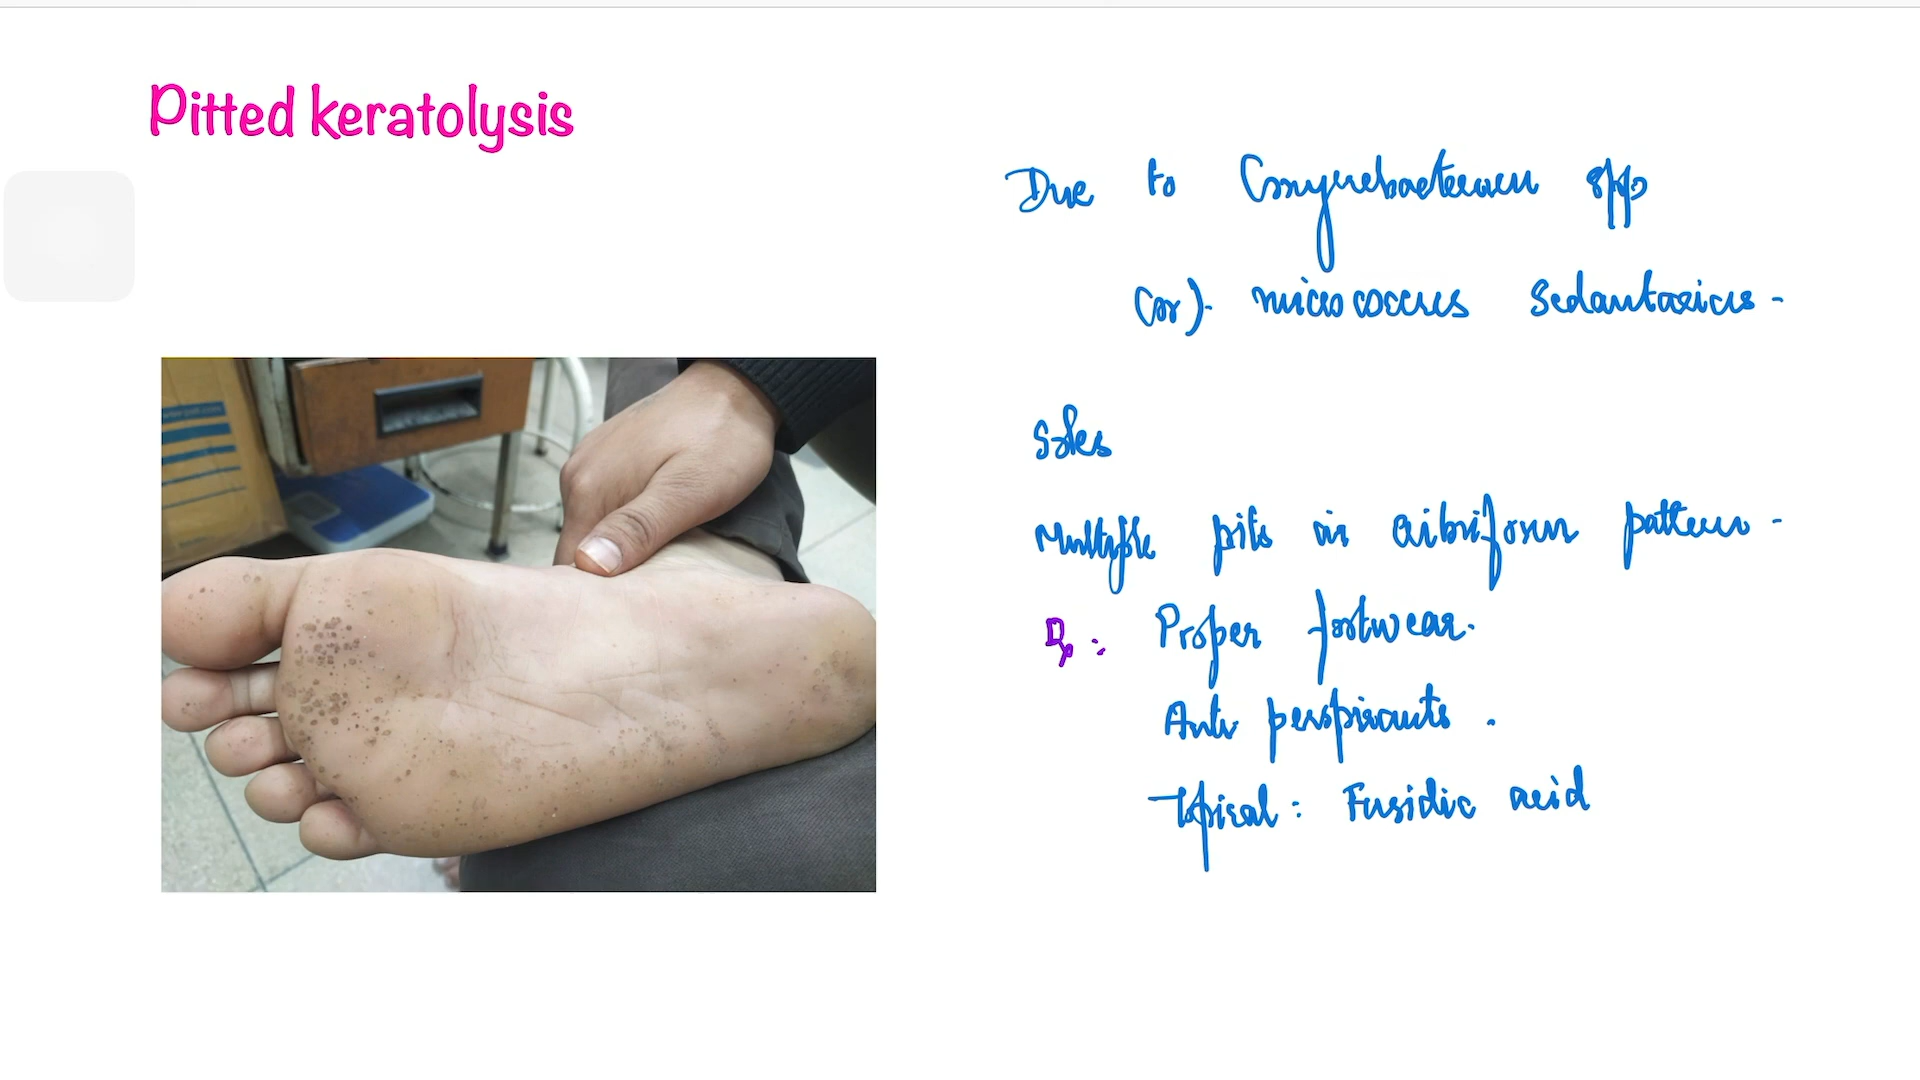 Pitted keratolysis
Due to Corynebacterium spp
(or). micrococcus Sedantarius.
Soles
Multiple pits in cribriform pattern.
Rx: Proper footwear.
Anti perspirants.
Topical: Fusidic acid